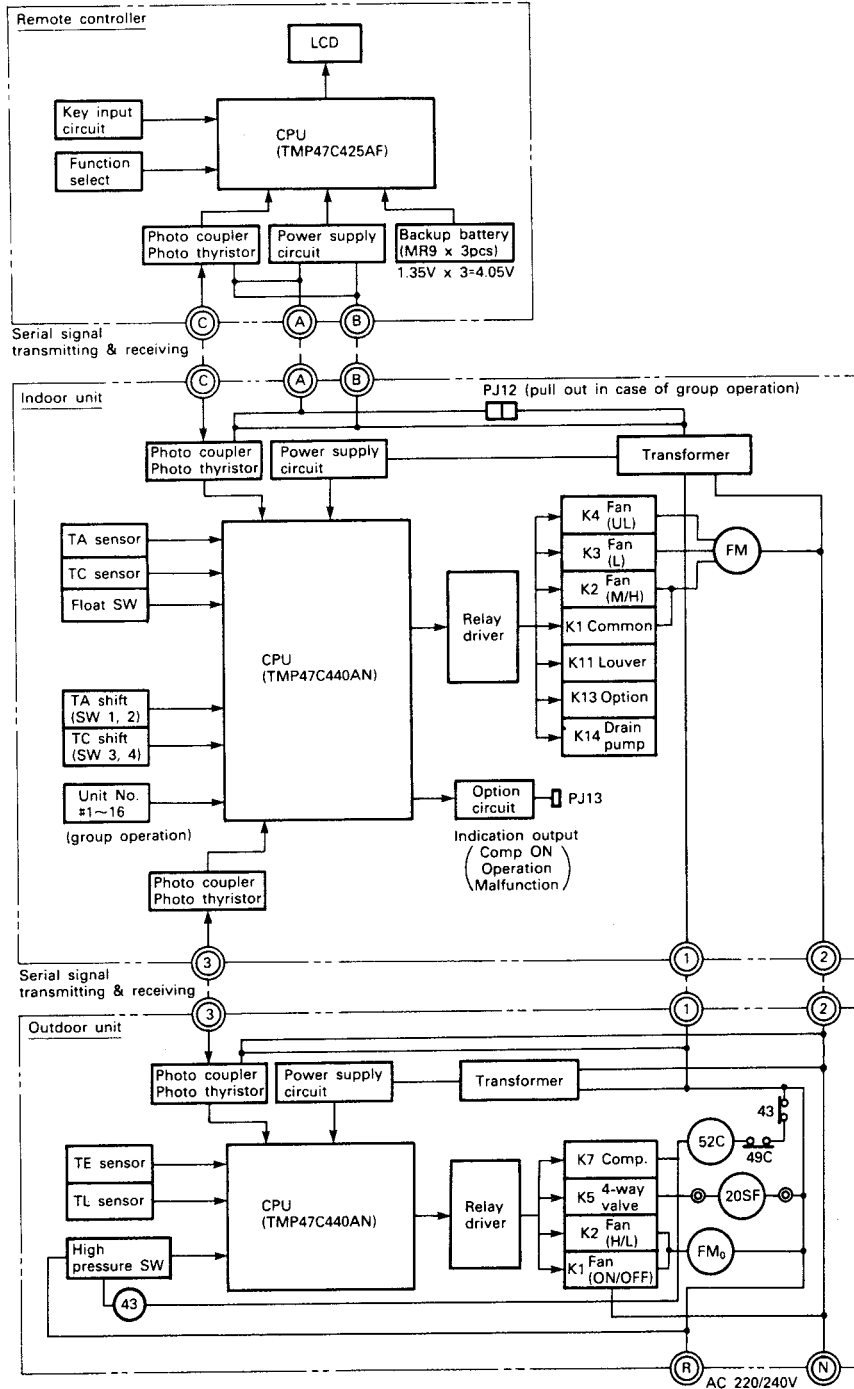 Remote controller
LCD
Key input
circuit
CPU
(TMP47C425AF)
Function
select
Photo coupler
Photo thyristor
Power supply
circuit
Backup battery
(MR9 x 3pcs)
1.35V x 3=4.05V
C
A
B
Serial signal
transmitting & receiving
C
A
B
Indoor unit
PJ12 (pull out in case of group operation)
Photo coupler
Photo thyristor
Power supply
circuit
Transformer
TA sensor
TC sensor
Float SW
CPU
(TMP47C440AN)
Relay
driver
K4 Fan
(UL)
K3 Fan
(L)
K2 Fan
(M/H)
K1 Common
K11 Louver
K13 Option
K14 Drain
pump
FM
TA shift
(SW 1, 2)
TC shift
(SW 3, 4)
Unit No.
#1~16
(group operation)
Option
circuit
PJ13
Indication output
(Comp ON
Operation
Malfunction)
Photo coupler
Photo thyristor
3
1
2
Serial signal
transmitting & receiving
3
1
2
Outdoor unit
Photo coupler
Photo thyristor
Power supply
circuit
Transformer
43
52C
49C
TE sensor
TL sensor
CPU
(TMP47C440AN)
Relay
driver
K7 Comp.
K5 4-way
valve
K2 Fan
(H/L)
K1 Fan
(ON/OFF)
20SF
FM₀
High
pressure SW
43
R
N
AC 220/240V